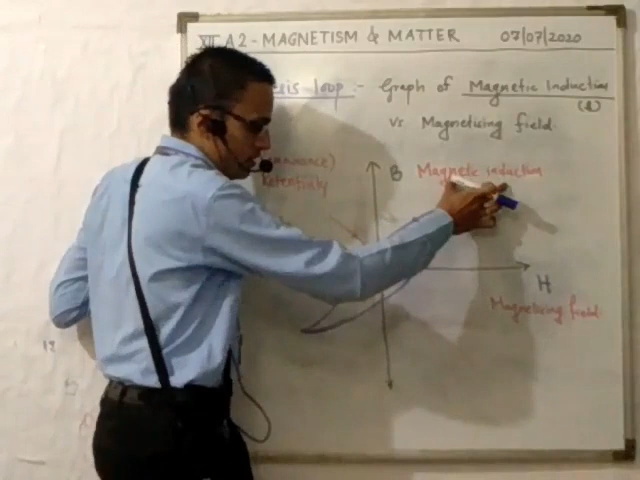 XII A2 - MAGNETISM & MATTER 07/07/2020
loop :- Graph of Magnetic Induction
vs. Magnetising field.
Retentivity
B Magnetic induction
H
Magnetising field